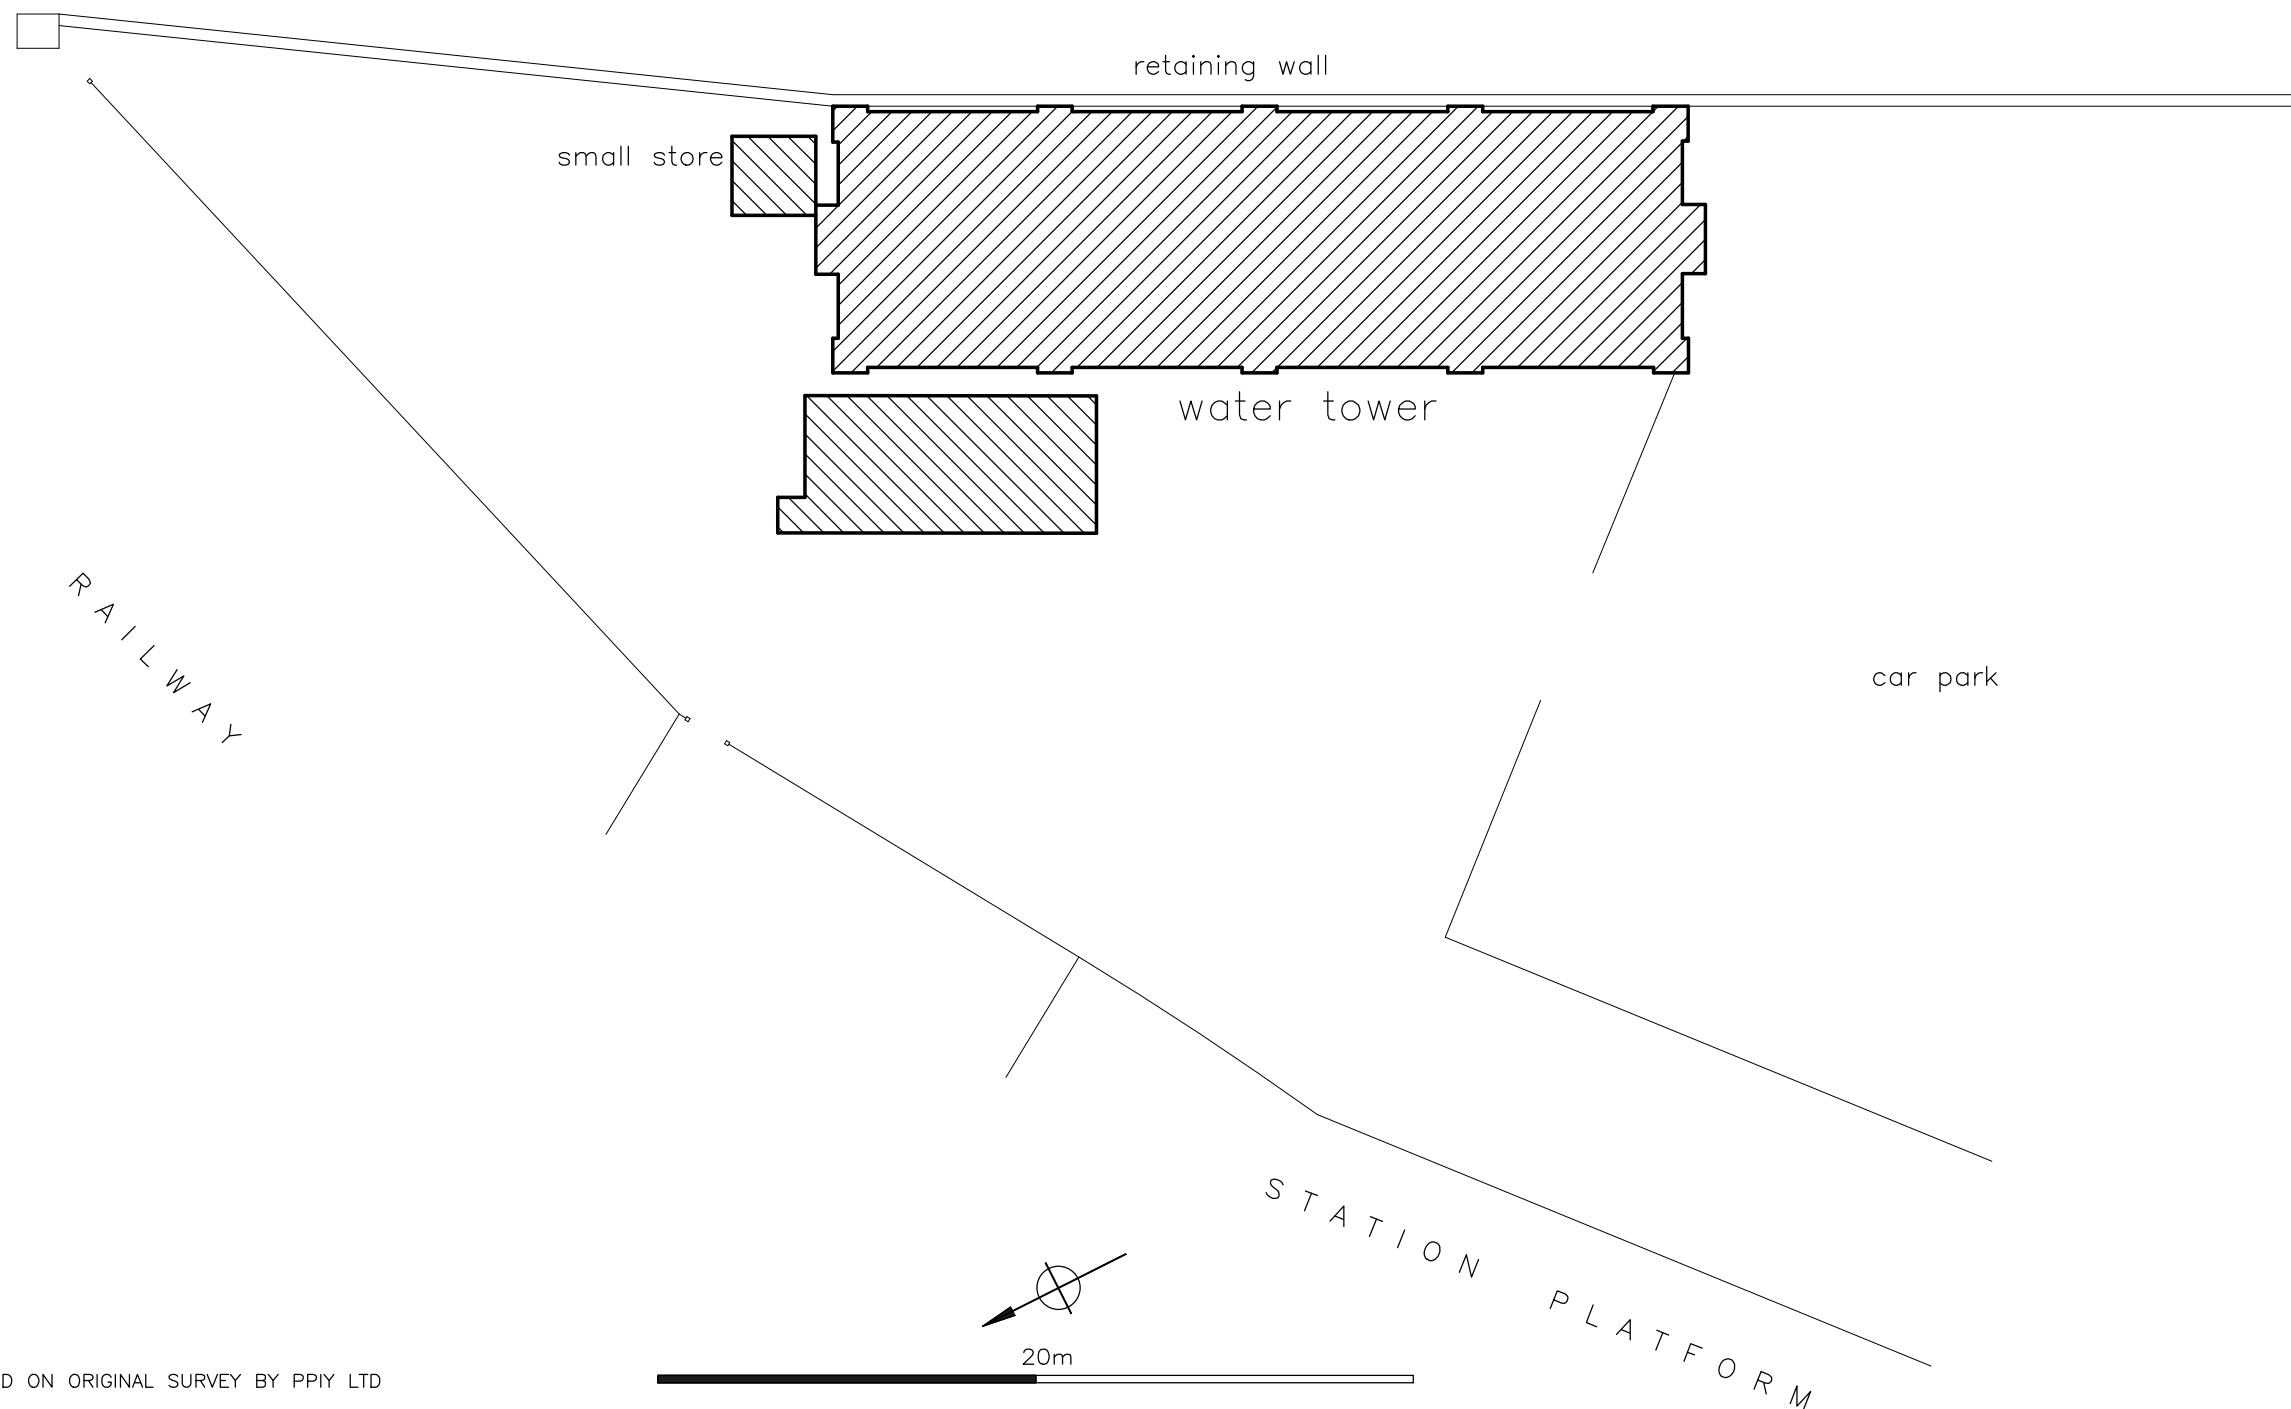 retaining wall
small store
water tower
RAILWAY
car park
STATION PLATFORM
20m
D ON ORIGINAL SURVEY BY PPIY LTD